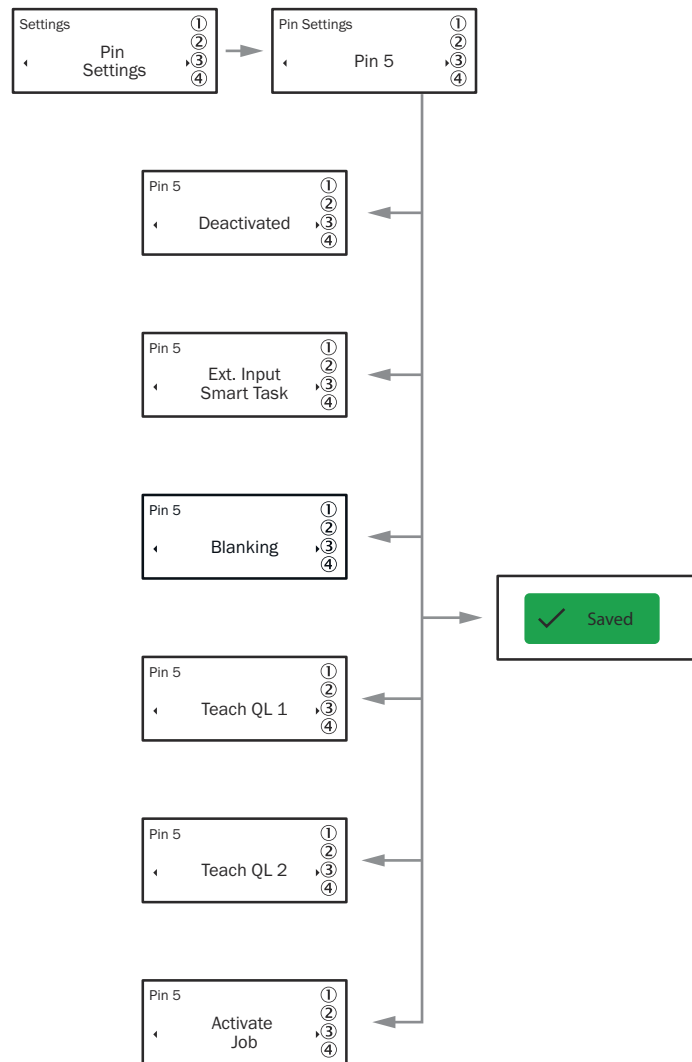 Settings
Pin
Settings
①
②
③
④
Pin Settings
Pin 5
①
②
③
④
Pin 5
Deactivated
①
②
③
④
Pin 5
Ext. Input
Smart Task
①
②
③
④
Pin 5
Blanking
①
②
③
④
Saved
Pin 5
Teach QL 1
①
②
③
④
Pin 5
Teach QL 2
①
②
③
④
Pin 5
Activate
Job
①
②
③
④